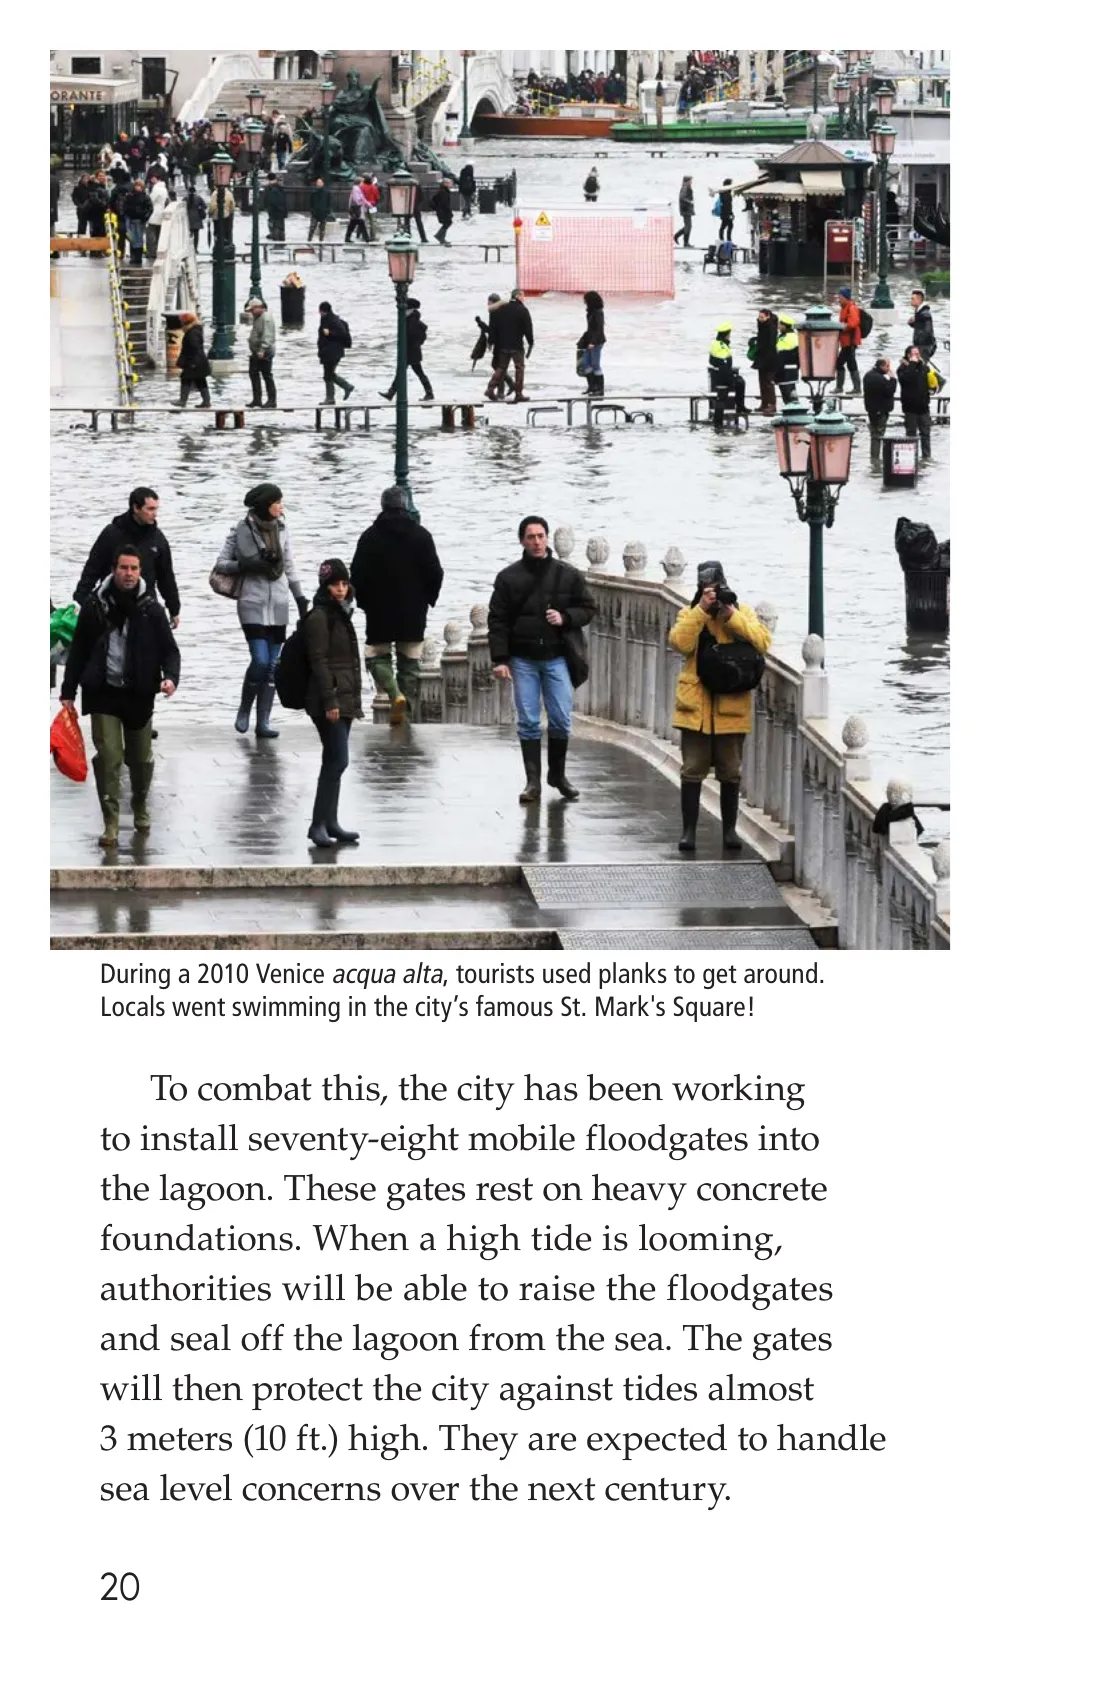 ORANTE
During a 2010 Venice acqua alta, tourists used planks to get around.
Locals went swimming in the city’s famous St. Mark's Square!
To combat this, the city has been working
to install seventy-eight mobile floodgates into
the lagoon. These gates rest on heavy concrete
foundations. When a high tide is looming,
authorities will be able to raise the floodgates
and seal off the lagoon from the sea. The gates
will then protect the city against tides almost
3 meters (10 ft.) high. They are expected to handle
sea level concerns over the next century.
20